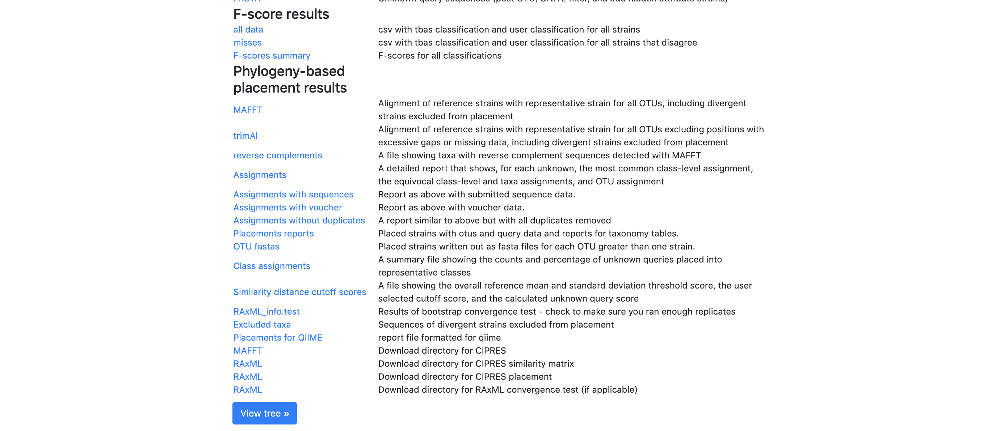 FASTA Unknown query sequences (post OTU, UNITE filter, and add hidden attribute strains)
F-score results
all data csv with tbas classification and user classification for all strains
misses csv with tbas classification and user classification for all strains that disagree
F-scores summary F-scores for all classifications
Phylogeny-based
placement results
MAFFT Alignment of reference strains with representative strain for all OTUs, including divergent
strains excluded from placement
trimAl Alignment of reference strains with representative strain for all OTUs excluding positions with
excessive gaps or missing data, including divergent strains excluded from placement
reverse complements A file showing taxa with reverse complement sequences detected with MAFFT
Assignments A detailed report that shows, for each unknown, the most common class-level assignment,
the equivocal class-level and taxa assignments, and OTU assignment
Assignments with sequences Report as above with submitted sequence data.
Assignments with voucher Report as above with voucher data.
Assignments without duplicates A report similar to above but with all duplicates removed
Placements reports Placed strains with otus and query data and reports for taxonomy tables.
OTU fastas Placed strains written out as fasta files for each OTU greater than one strain.
Class assignments A summary file showing the counts and percentage of unknown queries placed into
representative classes
Similarity distance cutoff scores A file showing the overall reference mean and standard deviation threshold score, the user
selected cutoff score, and the calculated unknown query score
RAxML_info.test Results of bootstrap convergence test - check to make sure you ran enough replicates
Excluded taxa Sequences of divergent strains excluded from placement
Placements for QIIME report file formatted for qiime
MAFFT Download directory for CIPRES
RAxML Download directory for CIPRES similarity matrix
RAxML Download directory for CIPRES placement
RAxML Download directory for RAxML convergence test (if applicable)
View tree »